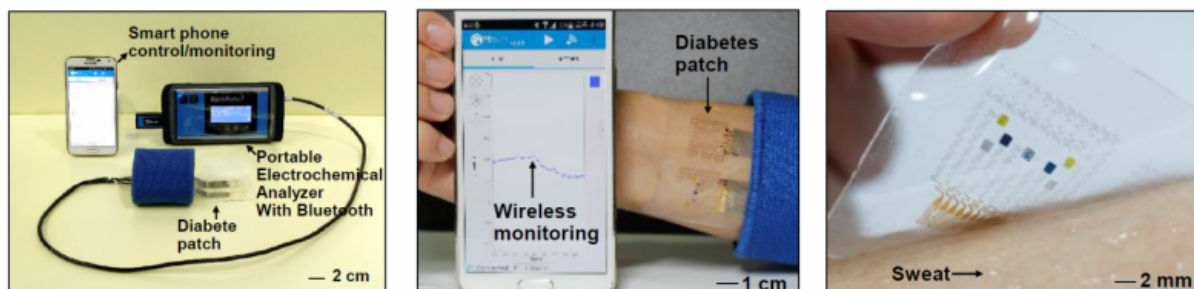 Smart phone
control/monitoring
Portable
Electrochemical
Analyzer
With Bluetooth
Diabete
patch
2 cm
Diabetes
patch
Wireless
monitoring
1 cm
Sweat
2 mm